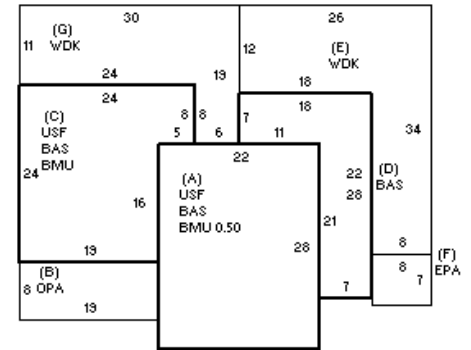 30 26
(G)
WDK
11
12
(E)
WDK
24
19
18
24
18
(C)
USF
BAS
BMU
8 8
7
34
5 6 11
22
24
(A)
USF
BAS
BMU 0.50
22
28
(D)
BAS
16
21
28
19
8
(B)
OPA
8
8
7
(F)
EPA
7
19